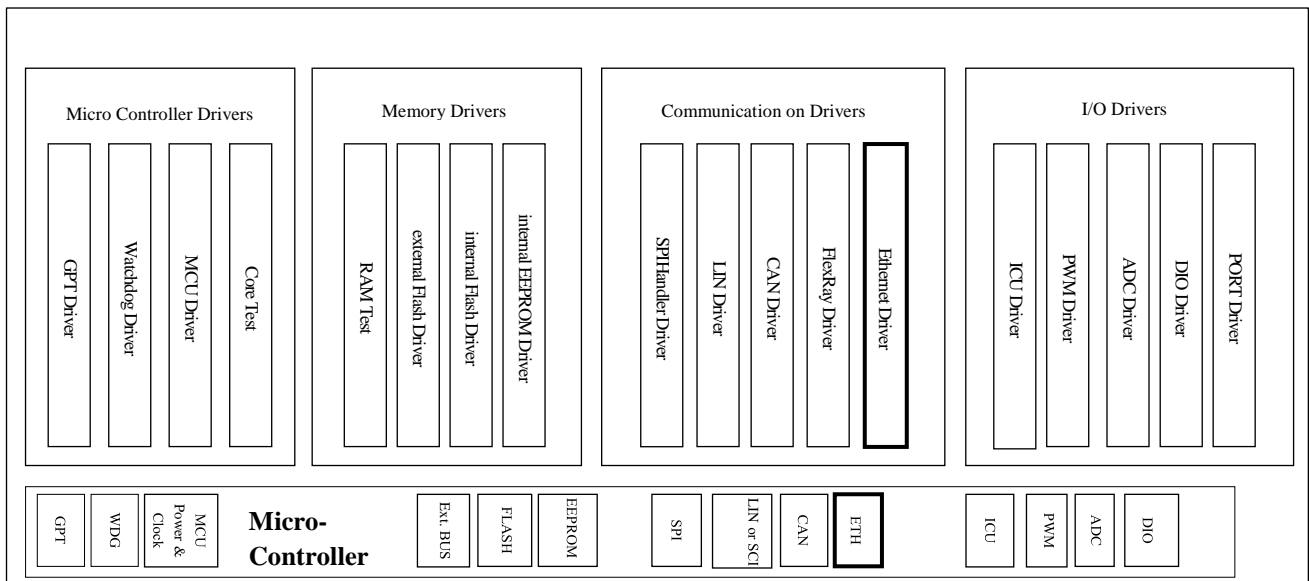 Micro Controller Drivers
GPT Driver
Watchdog Driver
MCU Driver
Core Test
Memory Drivers
RAM Test
external Flash Driver
internal Flash Driver
internal EEPROM Driver
Communication on Drivers
SPIHandler Driver
LIN Driver
CAN Driver
FlexRay Driver
Ethernet Driver
I/O Drivers
ICU Driver
PWM Driver
ADC Driver
DIO Driver
PORT Driver
GPT
WDG
MCU
Power &
Clock
Micro-
Controller
Ext. BUS
FLASH
EEPROM
SPI
LIN or SCI
CAN
ETH
ICU
PWM
ADC
DIO